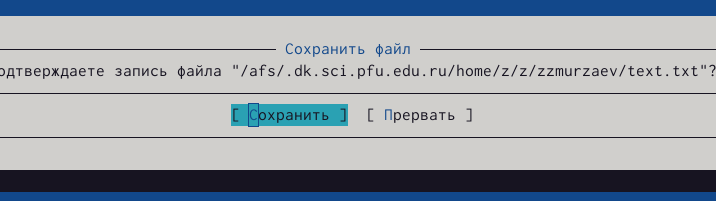 Сохранить файл
одтверждаете запись файла "/afs/.dk.sci.pfu.edu.ru/home/z/z/zzmurzaev/text.txt"?
[ Сохранить ] [ Прервать ]